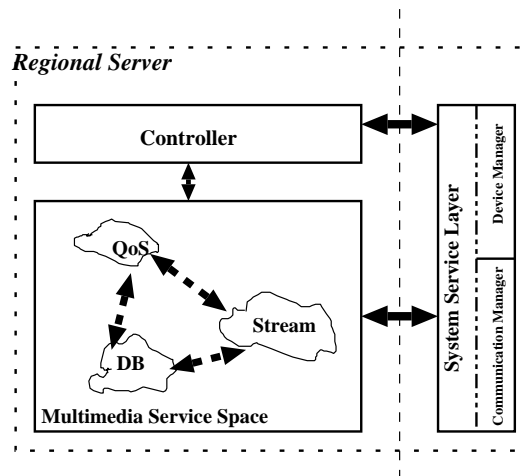 Regional Server
Controller
QoS
Stream
DB
Multimedia Service Space
System Service Layer
Device Manager
Communication Manager